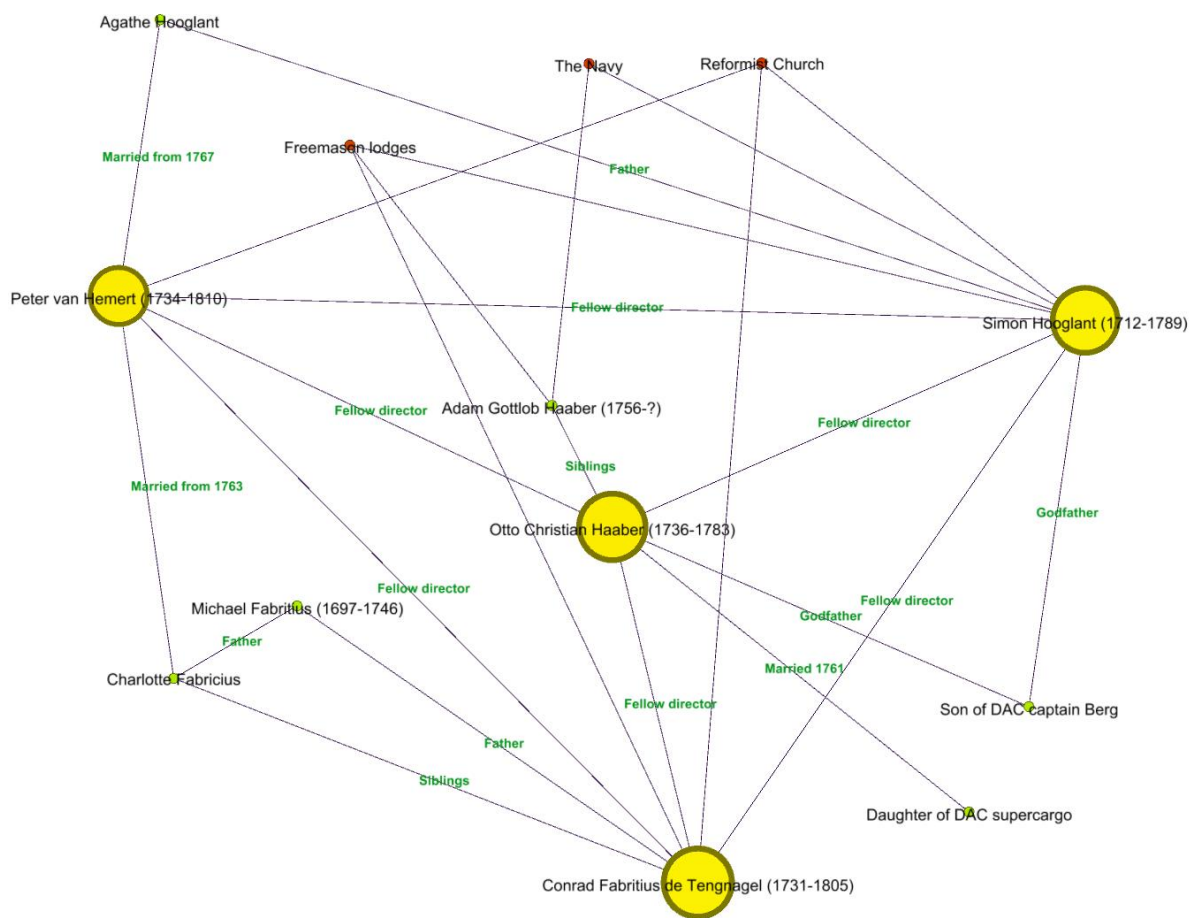 Agathe Hooglant
The Navy
Reformist Church
Freemason lodges
Married from 1767
Father
Peter van Hemert (1734-1810)
Fellow director
Simon Hooglant (1712-1789)
Adam Gottlob Haaber (1756-?)
Fellow director
Fellow director
Siblings
Married from 1763
Godfather
Otto Christian Haaber (1736-1783)
Fellow director
Fellow director
Michael Fabritius (1697-1746)
Godfather
Father
Married 1761
Charlotte Fabricius
Fellow director
Son of DAC captain Berg
Father
Siblings
Daughter of DAC supercargo
Conrad Fabritius de Tengnagel (1731-1805)